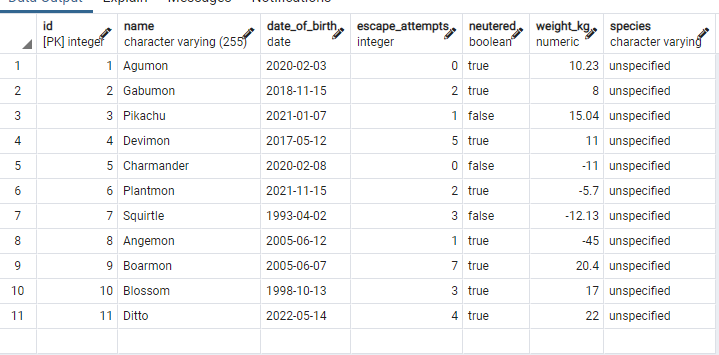 Data Output Explain Messages Notifications
id name date_of_birth escape_attempts neutered weight_kg species
[PK] integer character varying (255) date integer boolean numeric character varying
1 1 Agumon 2020-02-03 0 true 10.23 unspecified
2 2 Gabumon 2018-11-15 2 true 8 unspecified
3 3 Pikachu 2021-01-07 1 false 15.04 unspecified
4 4 Devimon 2017-05-12 5 true 11 unspecified
5 5 Charmander 2020-02-08 0 false -11 unspecified
6 6 Plantmon 2021-11-15 2 true -5.7 unspecified
7 7 Squirtle 1993-04-02 3 false -12.13 unspecified
8 8 Angemon 2005-06-12 1 true -45 unspecified
9 9 Boarmon 2005-06-07 7 true 20.4 unspecified
10 10 Blossom 1998-10-13 3 true 17 unspecified
11 11 Ditto 2022-05-14 4 true 22 unspecified